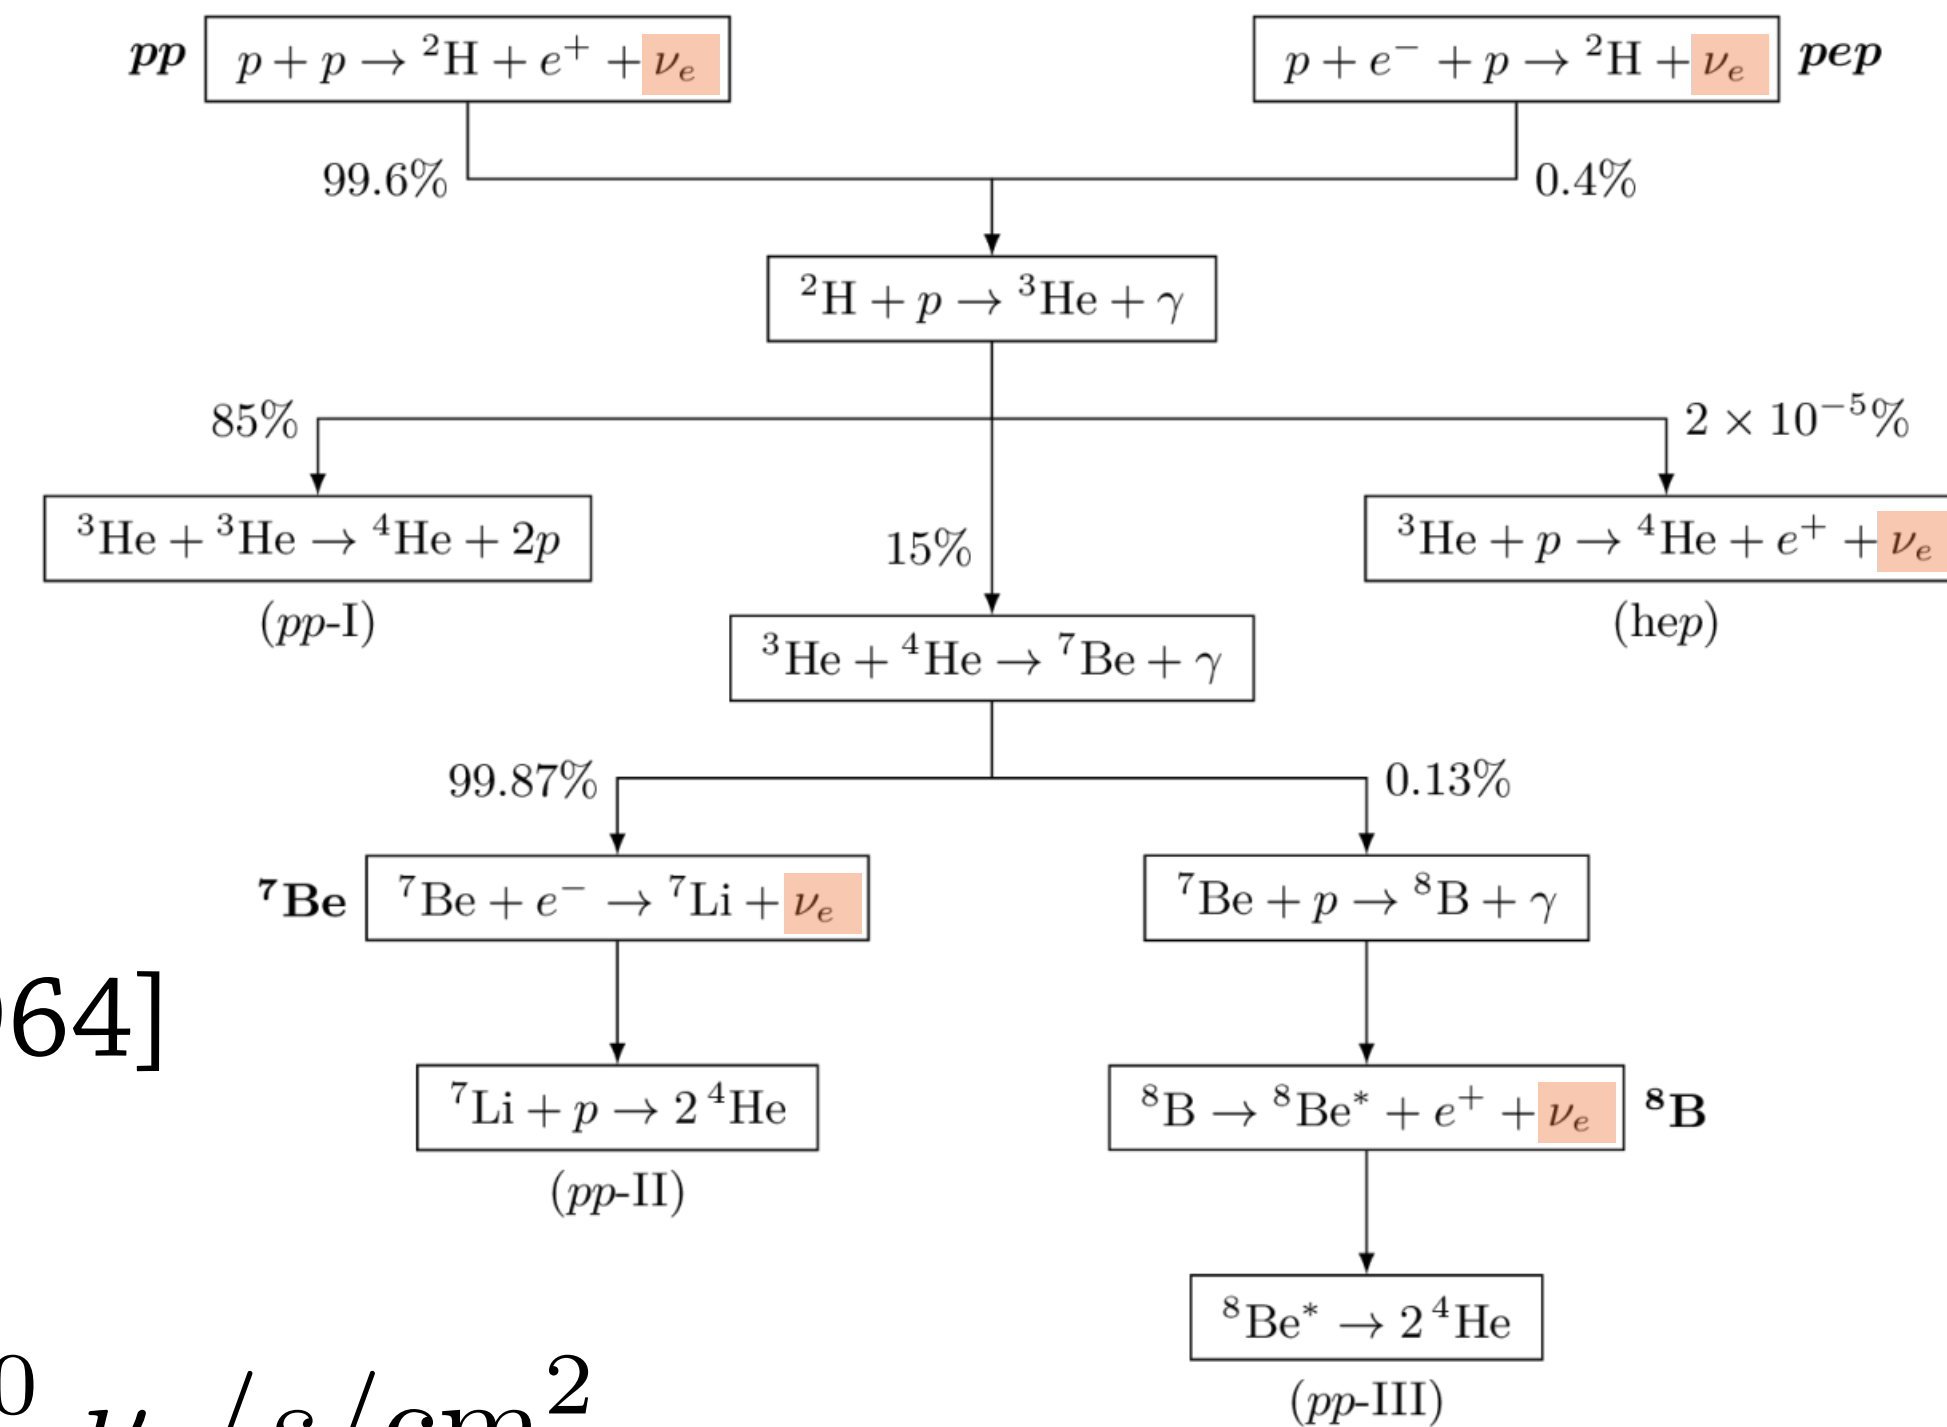 pp p + p → ²H + e⁺ + νₑ
p + e⁻ + p → ²H + νₑ pep
99.6%
0.4%
²H + p → ³He + γ
85%
2 × 10⁻⁵%
³He + ³He → ⁴He + 2p
(pp-I)
15%
³He + p → ⁴He + e⁺ + νₑ
(hep)
³He + ⁴He → ⁷Be + γ
99.87%
0.13%
⁷Be ⁷Be + e⁻ → ⁷Li + νₑ
⁷Be + p → ⁸B + γ
64]
⁷Li + p → 2 ⁴He
(pp-II)
⁸B → ⁸Be* + e⁺ + νₑ ⁸B
⁸Be* → 2 ⁴He
(pp-III)
⁰ ν /s/cm²